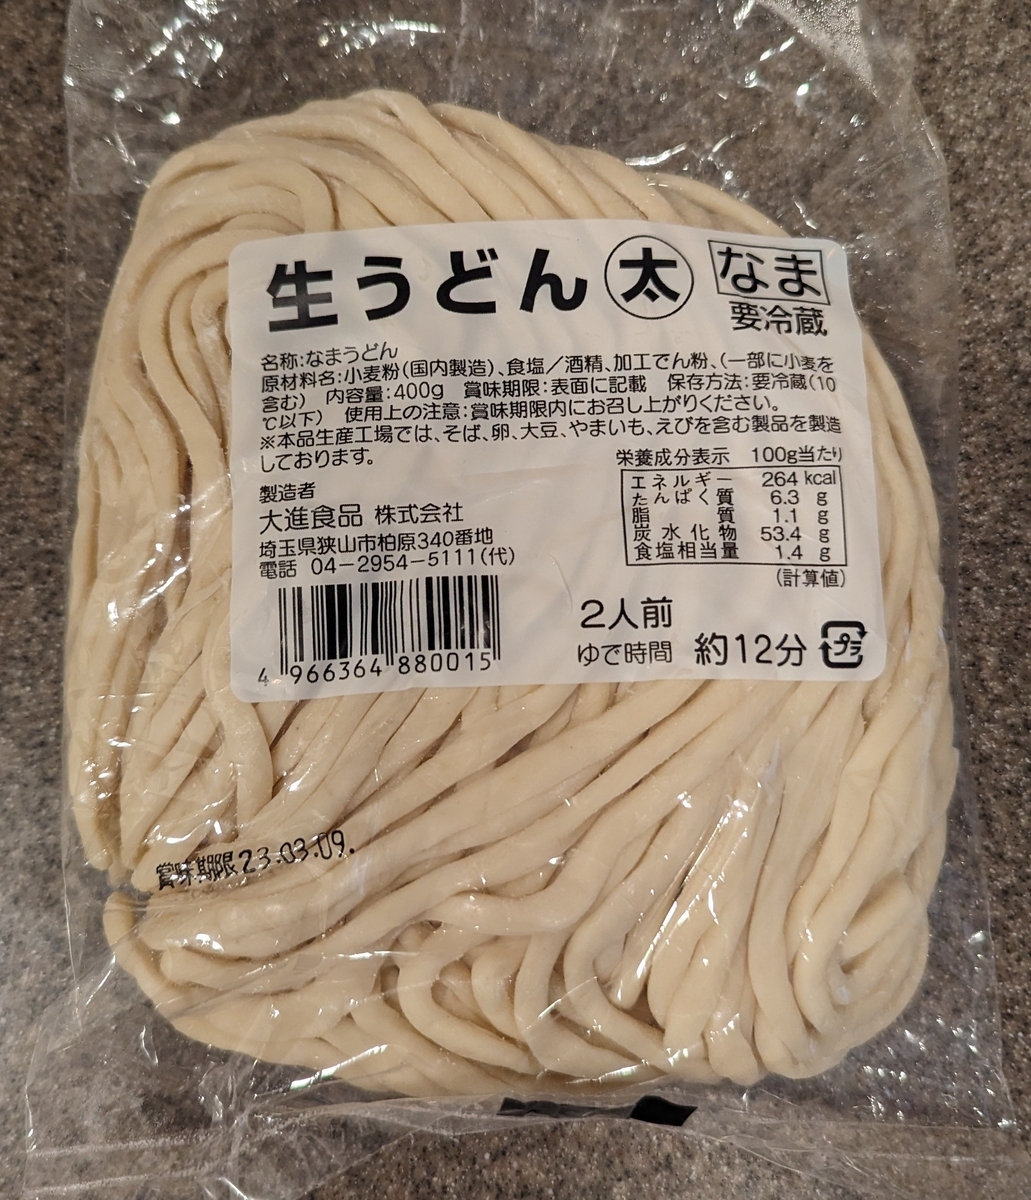 生うどん 太 なま
要冷蔵
名称:なまうどん
原材料名:小麦粉(国内製造)、食塩／酒精、加工でん粉、(一部に小麦を
含む) 内容量:400g 賞味期限:表面に記載 保存方法:要冷蔵(10
℃以下) 使用上の注意:賞味期限内にお召し上がりください。
※本品生産工場では、そば、卵、大豆、やまいも、えびを含む製品を製造
しております。
製造者
大進食品 株式会社
埼玉県狭山市柏原340番地
電話 04-2954-5111(代)
4 966364 880015
栄養成分表示 100g当たり
エネルギー 264 kcal
たんぱく質 6.3 g
脂質 1.1 g
炭水化物 53.4 g
食塩相当量 1.4 g
(計算値)
2人前
ゆで時間 約12分 プラ
賞味期限23.03.09.